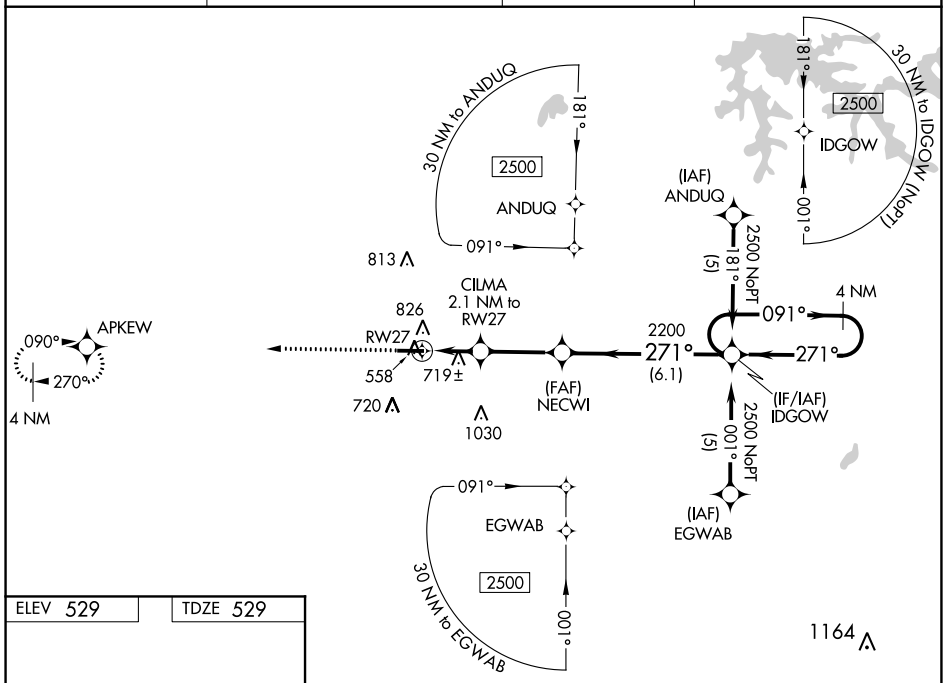 30 NM to ANDUQ
181°
2500
ANDUQ
091°
181°
30 NM to IDGOW (NoPT)
2500
IDGOW
001°
(IAF)
ANDUQ
2500 NoPT
181°
(5)
813
CILMA
2.1 NM to
RW27
826
RW27
558
719±
720
1030
090°
APKEW
270°
4 NM
(FAF)
NECWI
2200
271°
(6.1)
091°
4 NM
271°
(IF/IAF)
IDGOW
2500 NoPT
001°
(5)
(IAF)
EGWAB
091°
EGWAB
2500
001°
30 NM to EGWAB
1164
ELEV 529
TDZE 529